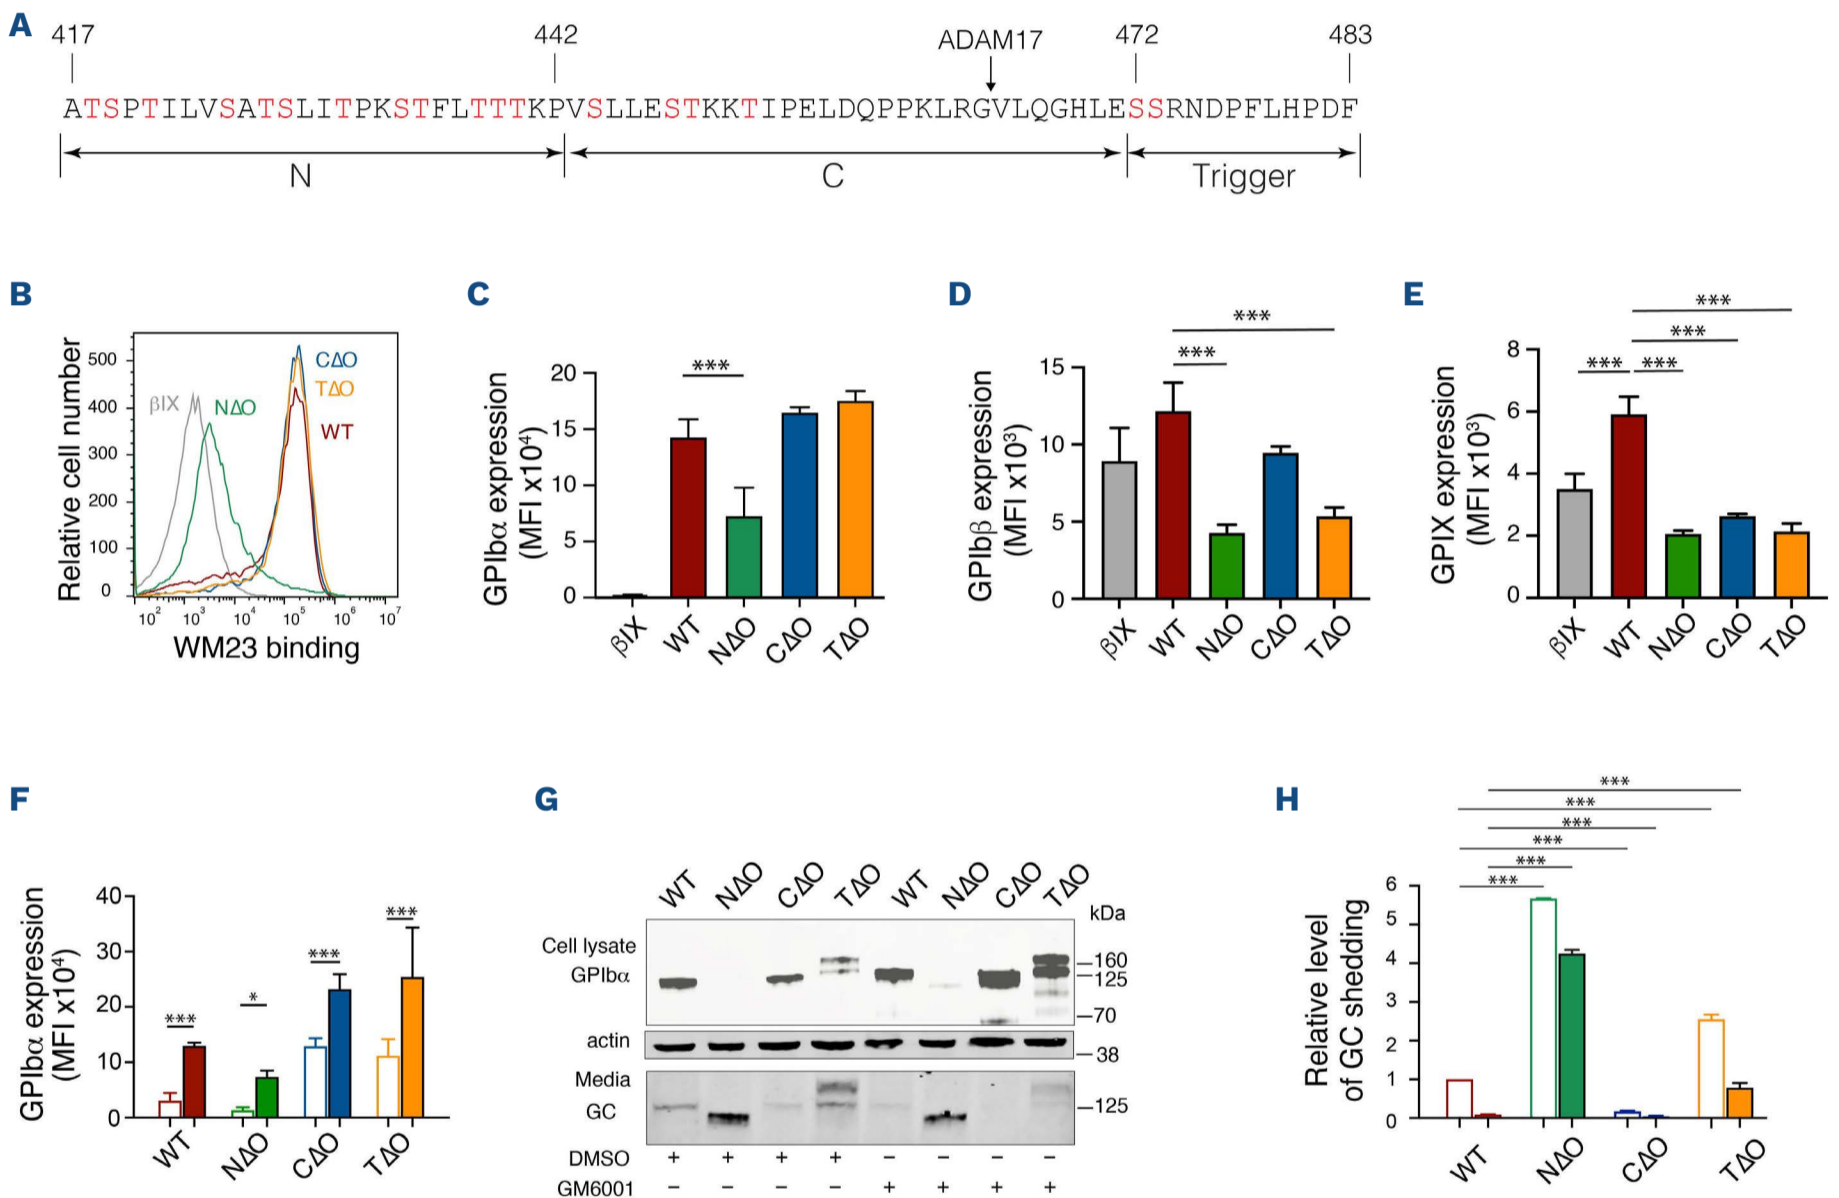 A
417
442
ADAM17
472
483
ATSPTILVSATSLITPKSTFLTTTKPVSLLESTKKTIPELDQPPKLRGVLQGHLESSRNDPFLHPDF
N
C
Trigger
B
Relative cell number
500
400
300
200
100
0
βIX
NΔO
CΔO
TΔO
WT
10² 10³ 10⁴ 10⁵ 10⁶ 10⁷
WM23 binding
C
GPIbα expression
(MFI x10⁴)
20
15
10
5
0
***
βIX WT NΔO CΔO TΔO
D
GPIbβ expression
(MFI x10³)
15
10
5
0
***
***
βIX WT NΔO CΔO TΔO
E
GPIX expression
(MFI x10³)
8
6
4
2
0
***
***
*** ***
βIX WT NΔO CΔO TΔO
F
GPIbα expression
(MFI x10⁴)
40
30
20
10
0
***
*
***
***
WT NΔO CΔO TΔO
G
WT NΔO CΔO TΔO WT NΔO CΔO TΔO
kDa
Cell lysate
GPIbα
160
125
70
actin
38
Media
GC
125
DMSO + + + + – – – –
GM6001 – – – – + + + +
H
Relative level
of GC shedding
***
***
***
***
***
***
6
5
4
3
2
1
0
WT NΔO CΔO TΔO